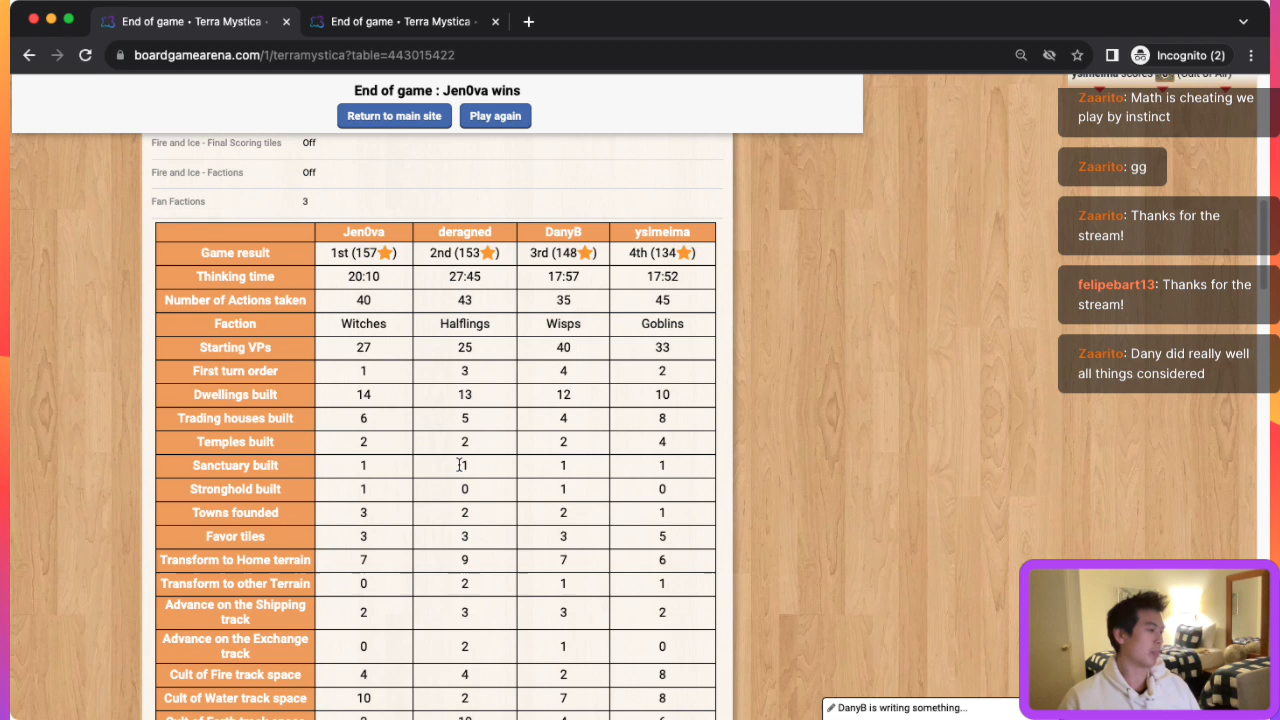 End of game • Terra Mystica ·
End of game • Terra Mystica ·
boardgamearena.com/1/terramystica?table=443015422
Incognito (2)
End of game : Jen0va wins
Return to main site Play again
Fire and Ice - Final Scoring tiles Off
Fire and Ice - Factions Off
Fan Factions 3
Jen0va deragned DanyB yslmeima
Game result 1st (157) 2nd (153) 3rd (148) 4th (134)
Thinking time 20:10 27:45 17:57 17:52
Number of Actions taken 40 43 35 45
Faction Witches Halflings Wisps Goblins
Starting VPs 27 25 40 33
First turn order 1 3 4 2
Dwellings built 14 13 12 10
Trading houses built 6 5 4 8
Temples built 2 2 2 4
Sanctuary built 1 1 1 1
Stronghold built 1 0 1 0
Towns founded 3 2 2 1
Favor tiles 3 3 3 5
Transform to Home terrain 7 9 7 6
Transform to other Terrain 0 2 1 1
Advance on the Shipping
track 2 3 3 2
Advance on the Exchange
track 0 2 1 0
Cult of Fire track space 4 4 2 8
Cult of Water track space 10 2 7 8
Zaarito: Math is cheating we
play by instinct
Zaarito: gg
Zaarito: Thanks for the
stream!
felipebart13: Thanks for the
stream!
Zaarito: Dany did really well
all things considered
DanyB is writing something...